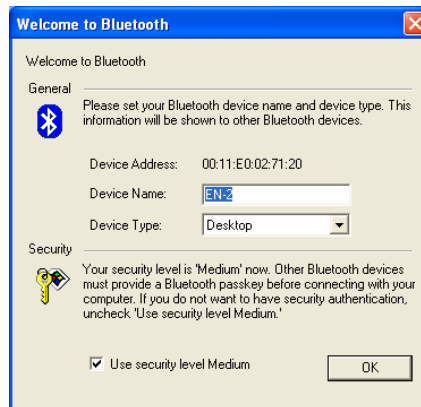 Welcome to Bluetooth
Welcome to Bluetooth
General
Please set your Bluetooth device name and device type. This
information will be shown to other Bluetooth devices.
Device Address: 00:11:E0:02:71:20
Device Name: EN-2
Device Type: Desktop
Security
Your security level is 'Medium' now. Other Bluetooth devices
must provide a Bluetooth passkey before connecting with your
computer. If you do not want to have security authentication,
uncheck 'Use security level Medium.'
Use security level Medium
OK